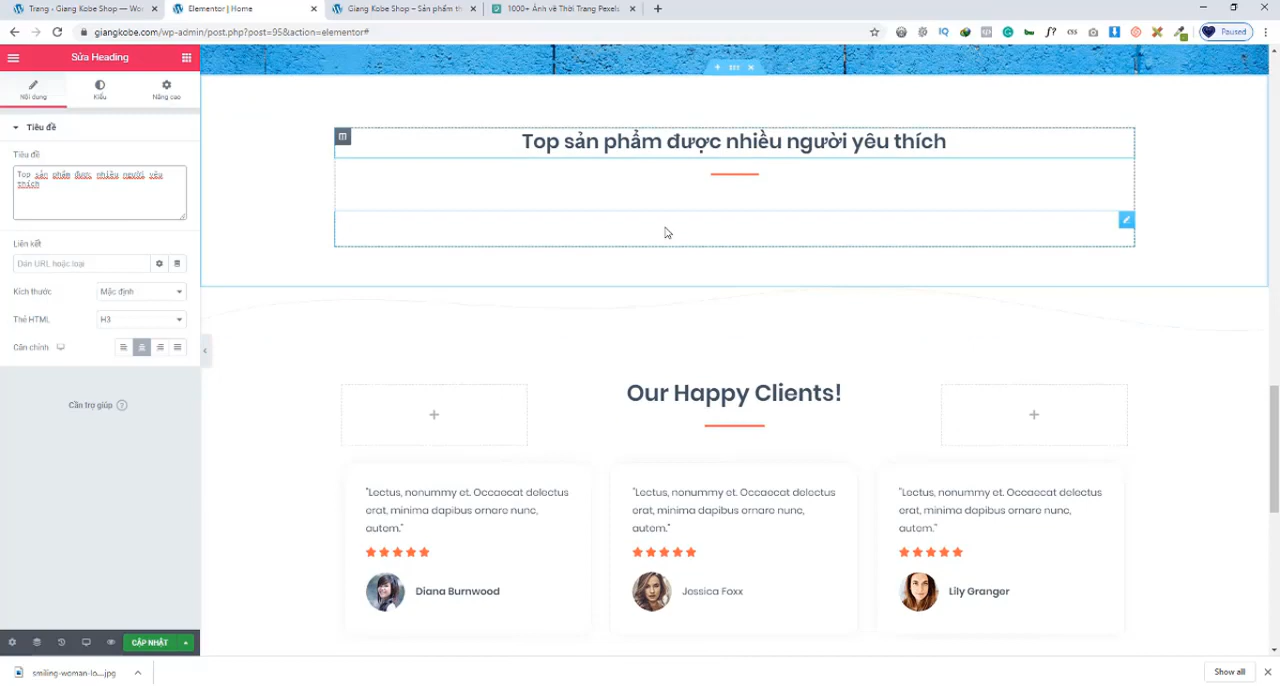 Trang - Giang Kobe Shop — Wo
Elementor | Home
Giang Kobe Shop – Sản phẩm th
1000+ Ảnh về Thời Trang Pexels
giangkobe.com/wp-admin/post.php?post=95&action=elementor#
Paused
Sửa Heading
Nội dung
Kiểu
Nâng cao
Tiêu đề
Tiêu đề
Top sản phẩm được nhiều người yêu
thích
Liên kết
Dán URL hoặc loại
Kích thước
Mặc định
Thẻ HTML
H3
Căn chỉnh
Cần trợ giúp
CẬP NHẬT
Top sản phẩm được nhiều người yêu thích
Our Happy Clients!
"Lectus, nonummy et. Occaecat delectus
erat, minima dapibus ornare nunc,
autem."
Diana Burnwood
"Lectus, nonummy et. Occaecat delectus
erat, minima dapibus ornare nunc,
autem."
Jessica Foxx
"Lectus, nonummy et. Occaecat delectus
erat, minima dapibus ornare nunc,
autem."
Lily Granger
smiling-woman-lo....jpg
Show all